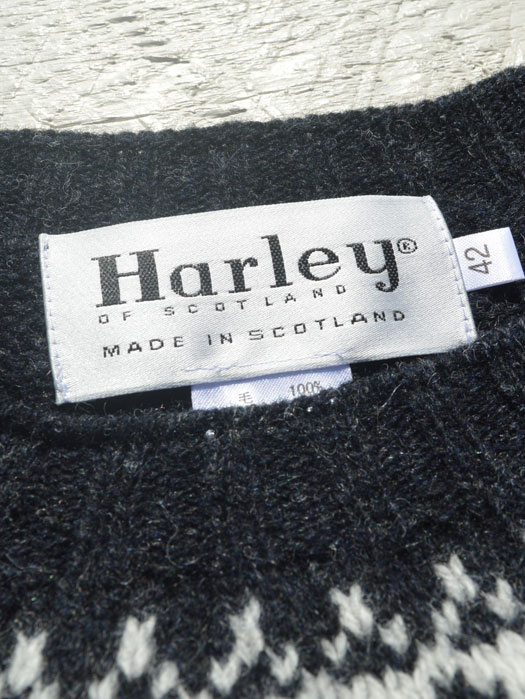 Harley®
OF SCOTLAND
MADE IN SCOTLAND
42
毛 100%